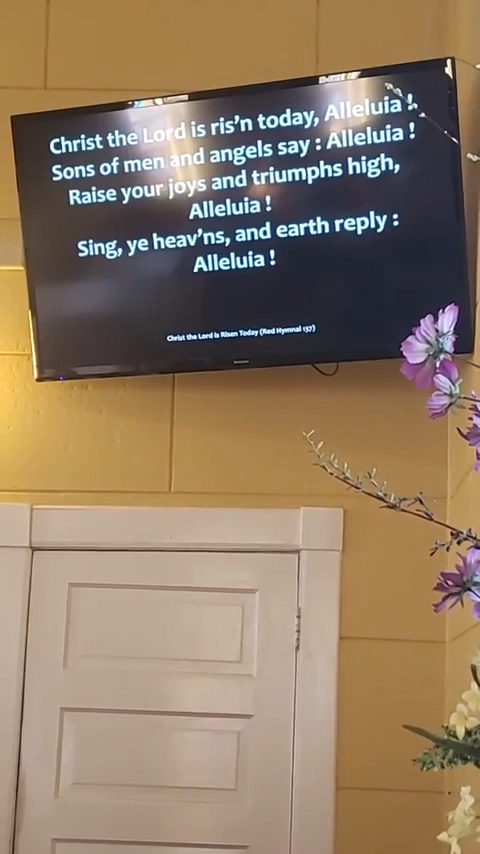 Christ the Lord is ris'n today, Alleluia !
Sons of men and angels say : Alleluia !
Raise your joys and triumphs high,
Alleluia !
Sing, ye heav'ns, and earth reply :
Alleluia !
Christ the Lord is Risen Today (Red Hymnal 137)